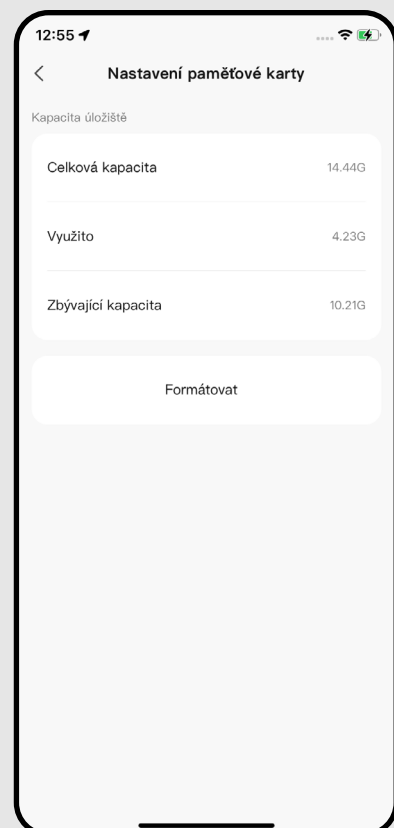 12:55
Nastavení paměťové karty
Kapacita úložiště
Celková kapacita 14.44G
Využito 4.23G
Zbývající kapacita 10.21G
Formátovat